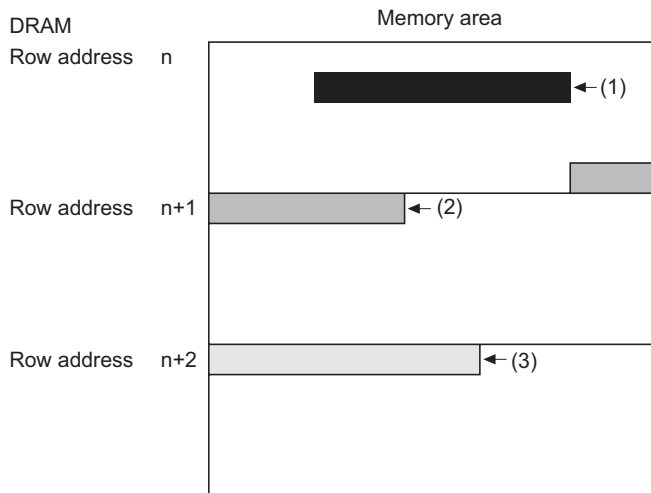 DRAM
Memory area
Row address n
(1)
Row address n+1
(2)
Row address n+2
(3)